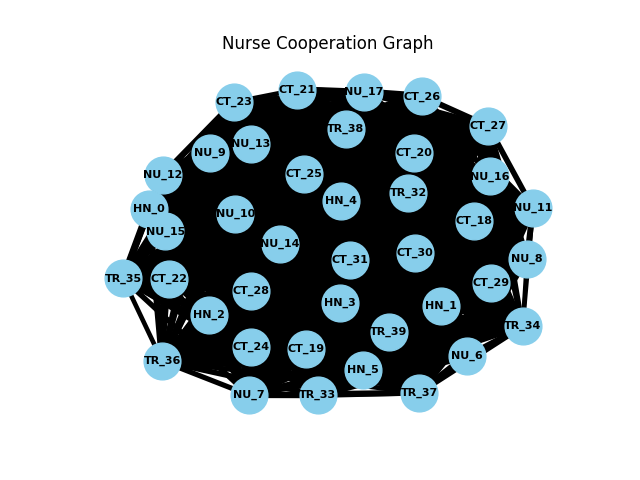 Nurse Cooperation Graph
CT_21
NU_17
CT_26
CT_23
CT_27
TR_38
NU_13
NU_9
CT_20
CT_25
NU_12
NU_16
TR_32
HN_4
HN_0
NU_11
NU_10
CT_18
NU_15
NU_14
CT_30
CT_31
NU_8
TR_35
CT_22
CT_29
CT_28
HN_3
HN_1
HN_2
TR_34
TR_39
CT_24
CT_19
NU_6
TR_36
HN_5
TR_37
NU_7
TR_33